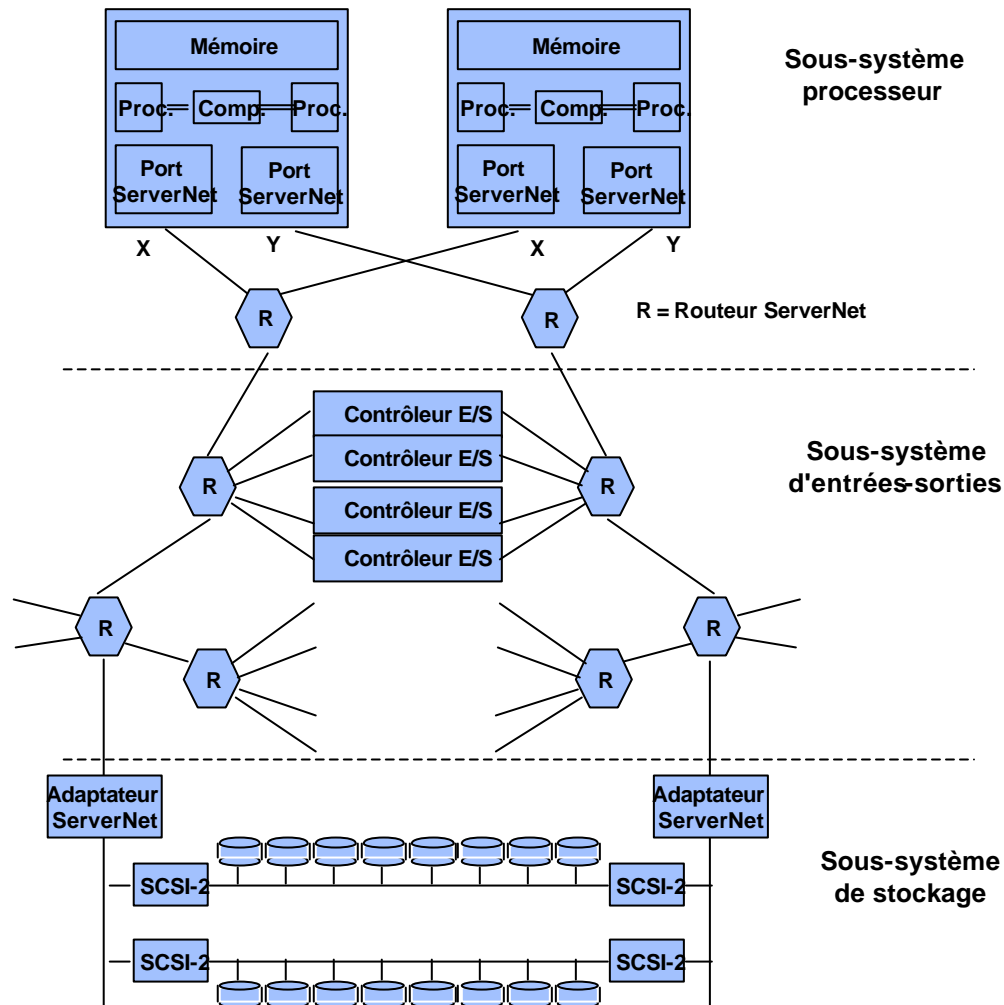 Mémoire
Mémoire
Sous-système
processeur
Proc.
Comp.
Proc.
Proc.
Comp.
Proc.
Port
ServerNet
Port
ServerNet
Port
ServerNet
Port
ServerNet
X
Y
X
Y
R
R
R = Routeur ServerNet
Contrôleur E/S
Contrôleur E/S
Contrôleur E/S
Contrôleur E/S
R
R
Sous-système
d'entrées-sorties
R
R
R
R
Adaptateur
ServerNet
Adaptateur
ServerNet
SCSI-2
SCSI-2
Sous-système
de stockage
SCSI-2
SCSI-2